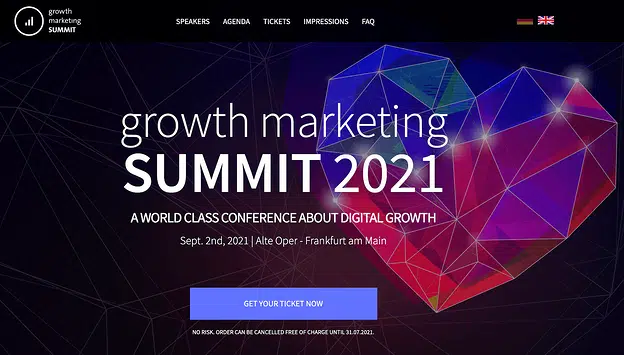 growth
marketing
SUMMIT
SPEAKERS AGENDA TICKETS IMPRESSIONS FAQ
growth marketing
SUMMIT 2021
A WORLD CLASS CONFERENCE ABOUT DIGITAL GROWTH
Sept. 2nd, 2021 | Alte Oper - Frankfurt am Main
GET YOUR TICKET NOW
NO RISK. ORDER CAN BE CANCELLED FREE OF CHARGE UNTIL 31.07.2021.